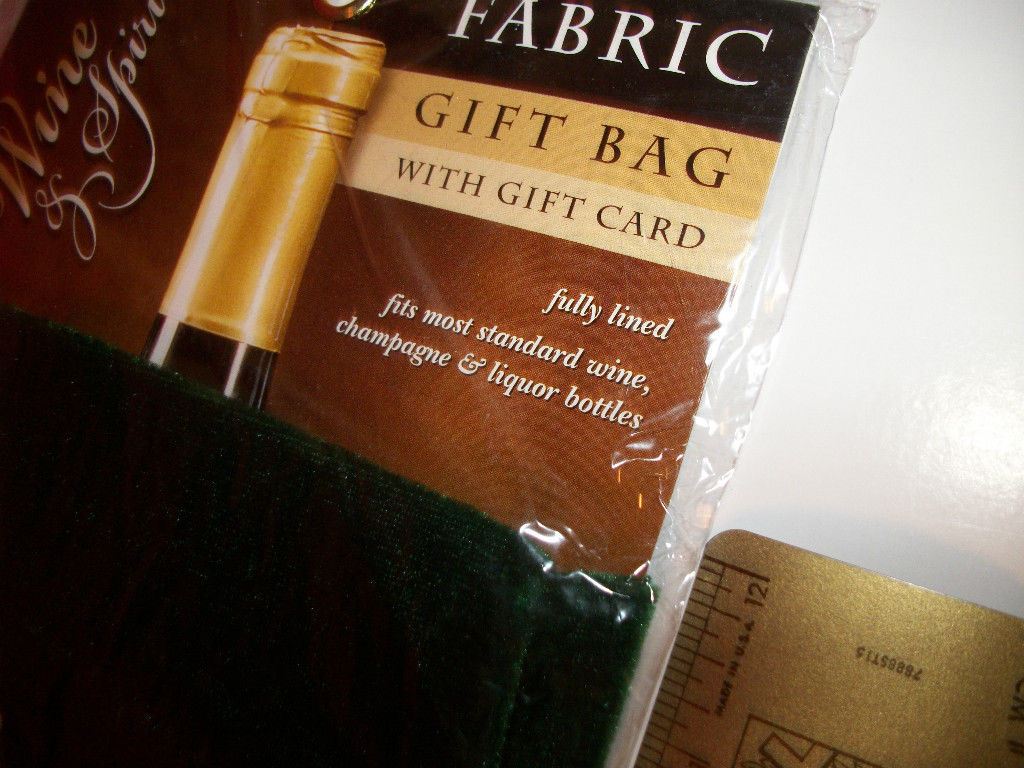 Wine
& Spiri
FABRIC
GIFT BAG
WITH GIFT CARD
fully lined
fits most standard wine,
champagne & liquor bottles
12
MADE IN U.S.A.